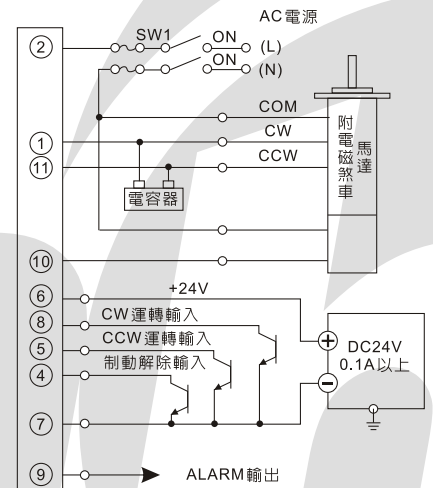 AC電源
SW1
ON
② (L)
ON
(N)
COM
CW
①
CCW
⑪
附電磁煞車
馬達
電容器
⑩
⑥ +24V
⑧ CW運轉輸入
⑤ CCW運轉輸入
④ 制動解除輸入
DC24V
0.1A以上
⑦
⑨ ALARM輸出